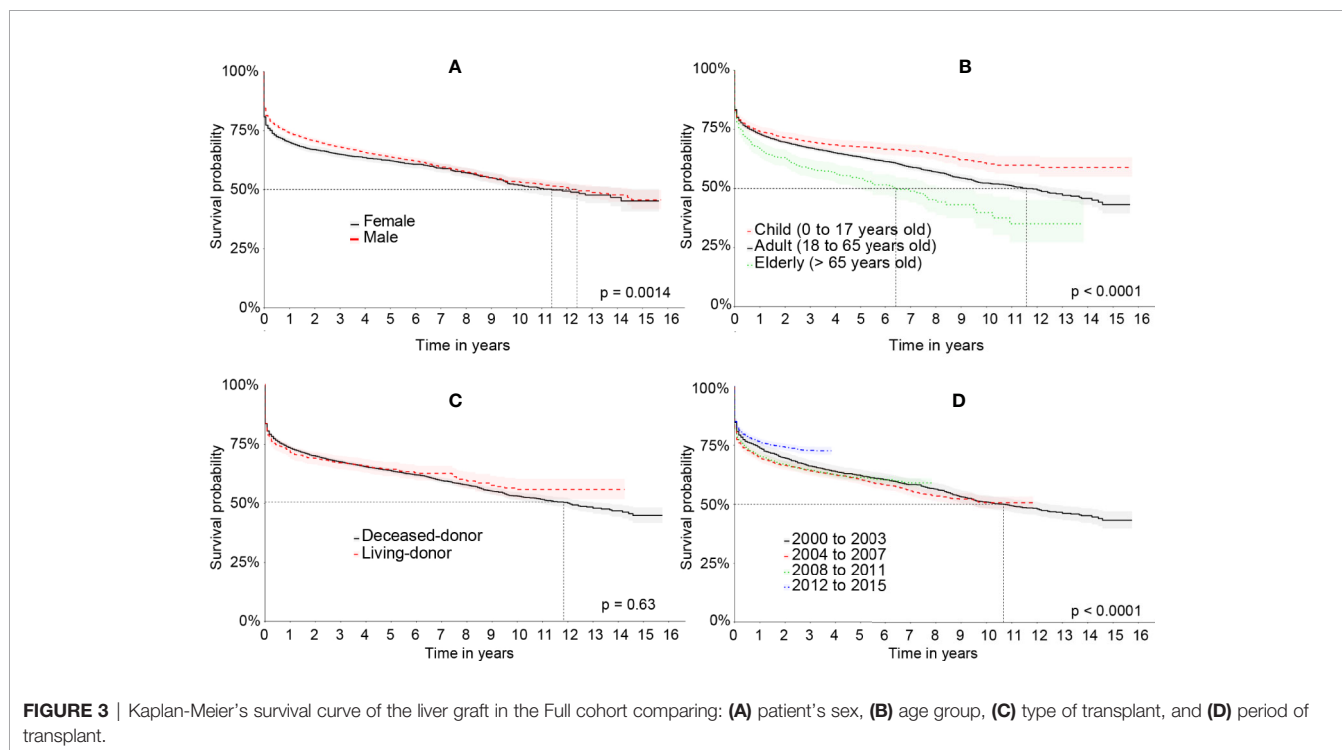 A
100%
75%
50%
25%
0%
Survival probability
Female
Male
p = 0.0014
0 1 2 3 4 5 6 7 8 9 10 11 12 13 14 15 16
Time in years
B
100%
75%
50%
25%
0%
Survival probability
Child (0 to 17 years old)
Adult (18 to 65 years old)
Elderly (> 65 years old)
p < 0.0001
0 1 2 3 4 5 6 7 8 9 10 11 12 13 14 15 16
Time in years
C
100%
75%
50%
25%
0%
Survival probability
Deceased-donor
Living-donor
p = 0.63
0 1 2 3 4 5 6 7 8 9 10 11 12 13 14 15 16
Time in years
D
100%
75%
50%
25%
0%
Survival probability
2000 to 2003
2004 to 2007
2008 to 2011
2012 to 2015
p < 0.0001
0 1 2 3 4 5 6 7 8 9 10 11 12 13 14 15 16
Time in years
FIGURE 3 | Kaplan-Meier's survival curve of the liver graft in the Full cohort comparing: (A) patient's sex, (B) age group, (C) type of transplant, and (D) period of
transplant.